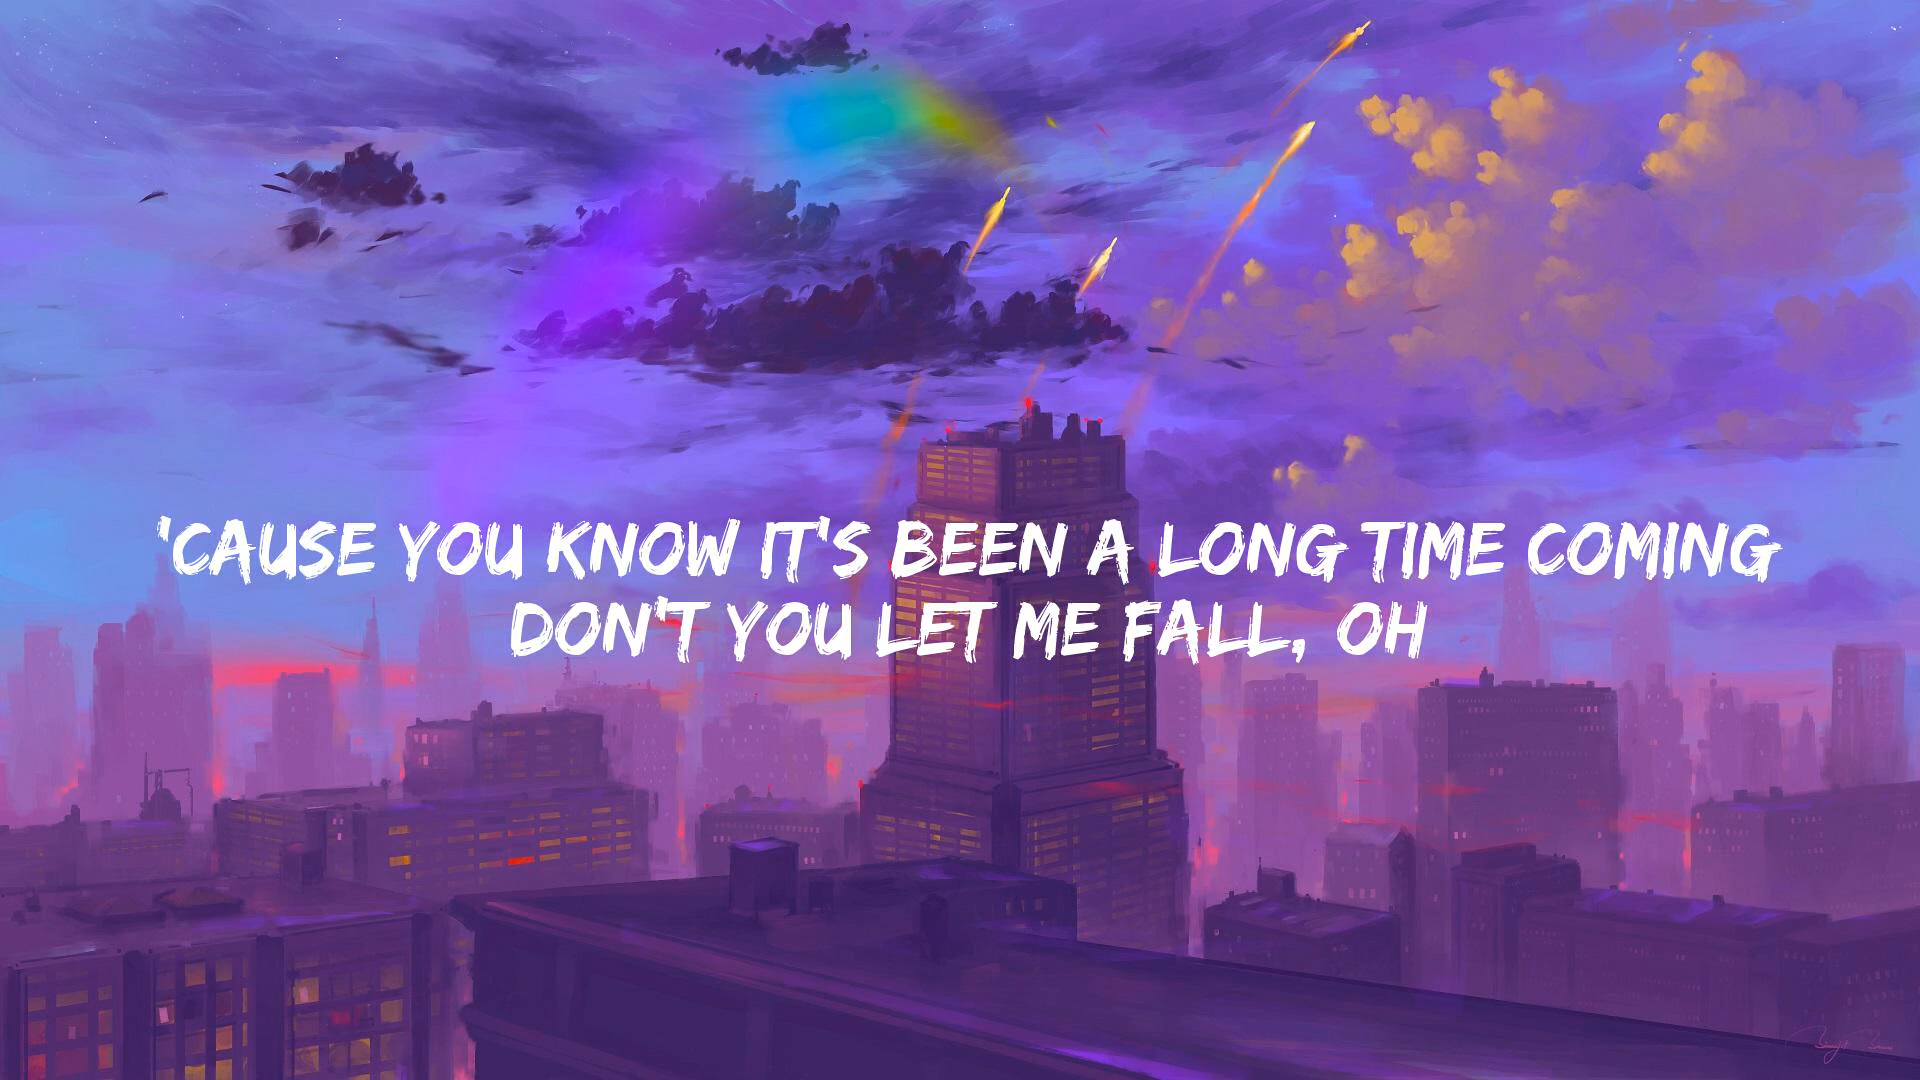 'CAUSE YOU KNOW IT'S BEEN A LONG TIME COMING
DON'T YOU LET ME FALL, OH